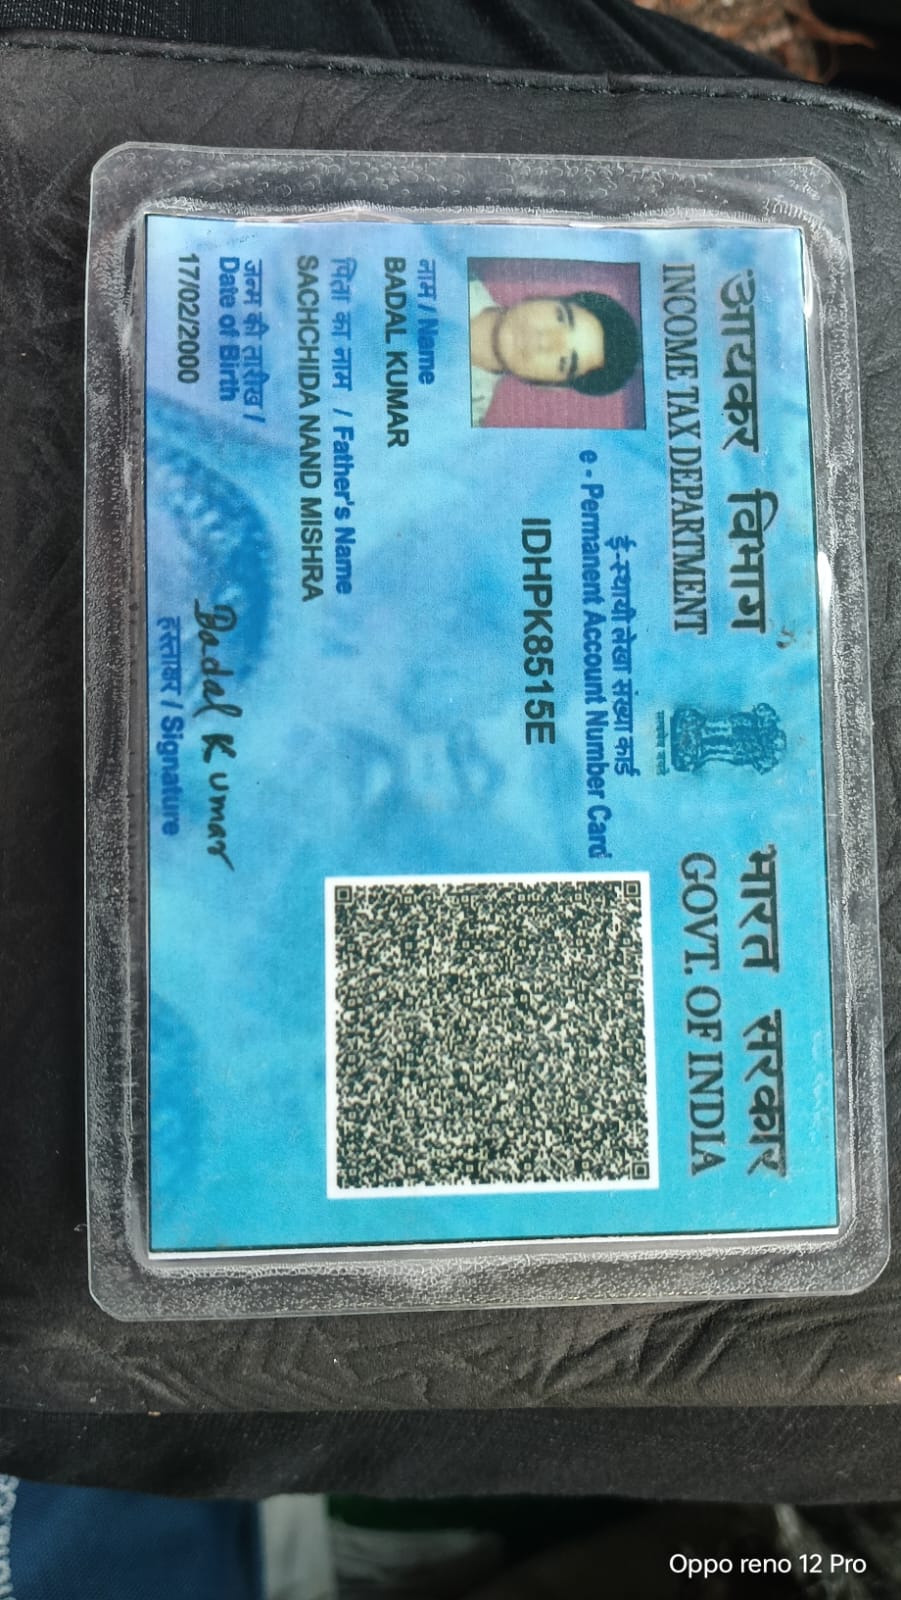 आयकर विभाग
INCOME TAX DEPARTMENT
भारत सरकार
GOVT. OF INDIA
ई-स्थायी लेखा संख्या कार्ड
e - Permanent Account Number Card
IDHPK8515E
नाम / Name
BADAL KUMAR
पिता का नाम / Father's Name
SACHCHIDA NAND MISHRA
जन्म की तारीख /
Date of Birth
17/02/2000
Badal Kumar
हस्ताक्षर / Signature
Oppo reno 12 Pro